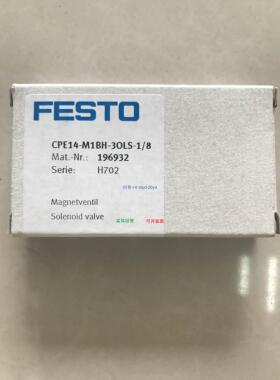 FESTO
CPE14-M1BH-3OLS-1/8
Mat.-Nr.: 196932
Serie: H702
Magnetventil
Solenoid valve